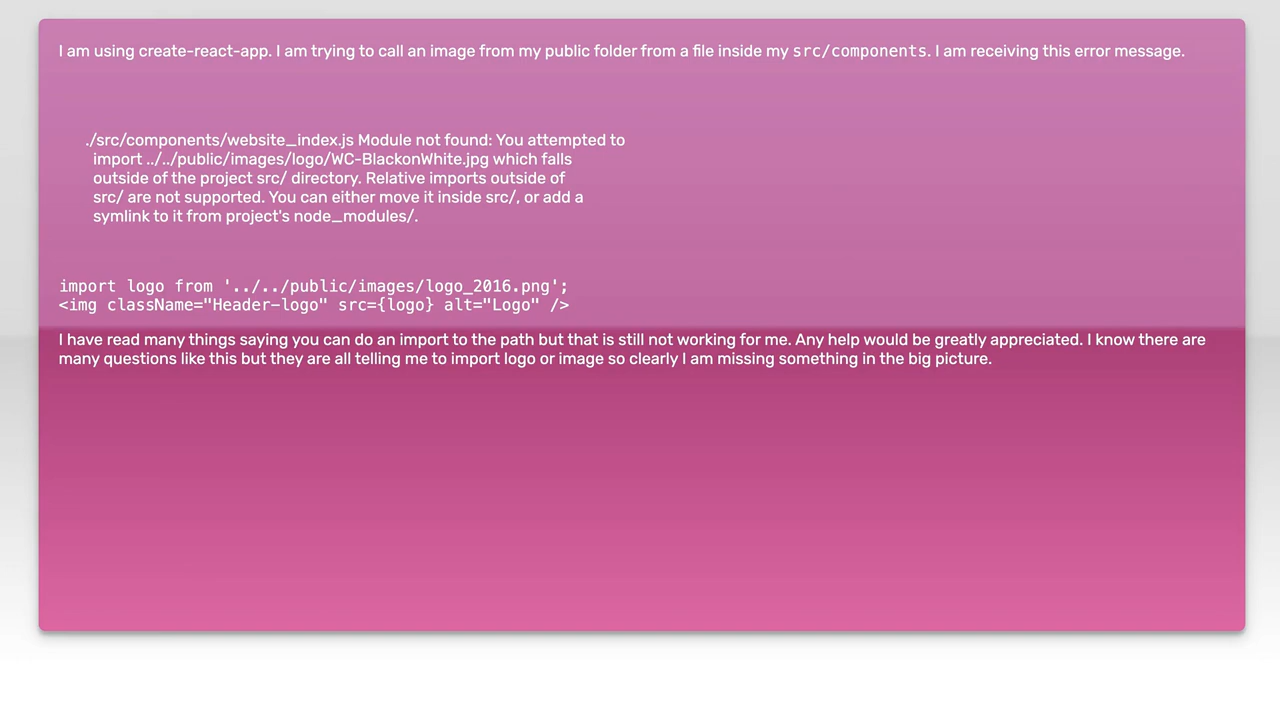 I am using create-react-app. I am trying to call an image from my public folder from a file inside my src/components. I am receiving this error message.
./src/components/website_index.js Module not found: You attempted to
import ../../public/images/logo/WC-BlackonWhite.jpg which falls
outside of the project src/ directory. Relative imports outside of
src/ are not supported. You can either move it inside src/, or add a
symlink to it from project's node_modules/.
import logo from '../../public/images/logo_2016.png';
<img className="Header-logo" src={logo} alt="Logo" />
I have read many things saying you can do an import to the path but that is still not working for me. Any help would be greatly appreciated. I know there are
many questions like this but they are all telling me to import logo or image so clearly I am missing something in the big picture.